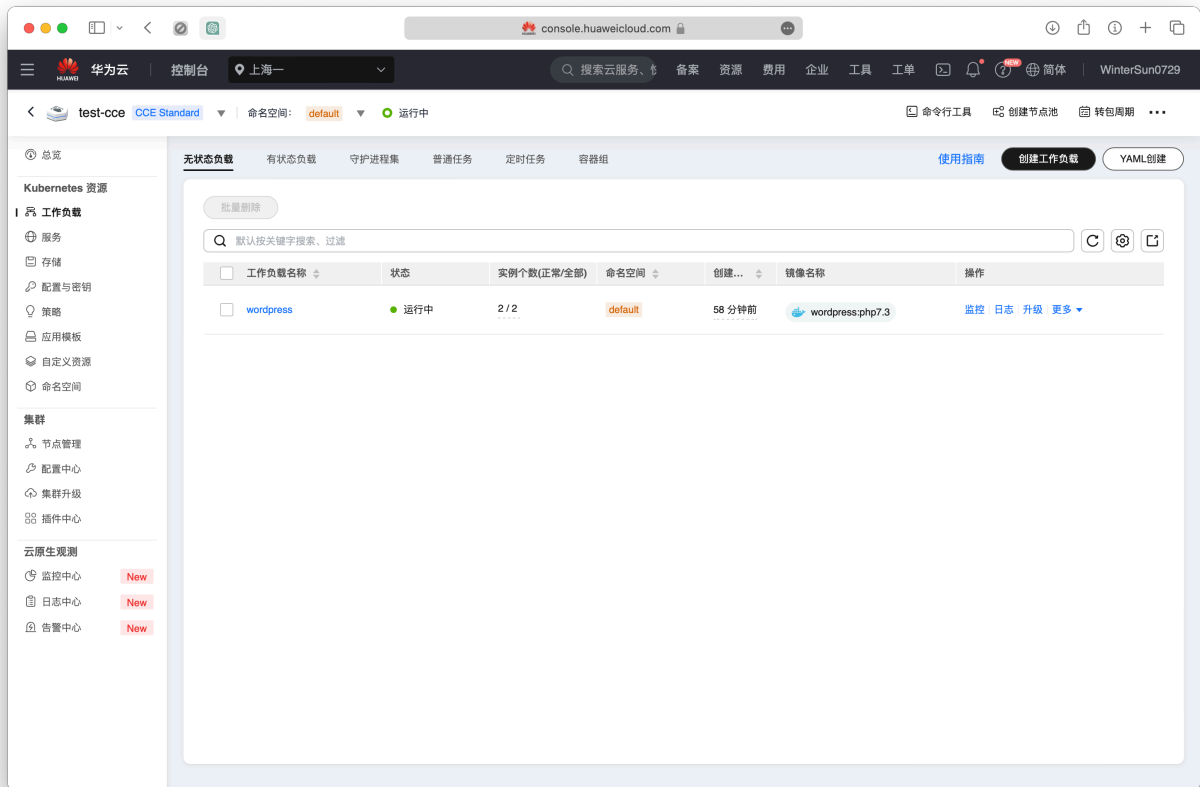 console.huaweicloud.com
HUAWEI 华为云 控制台 上海一 搜索云服务、 备案 资源 费用 企业 工具 工单 NEW 简体 WinterSun0729
test-cce CCE Standard 命名空间: default 运行中 命令行工具 创建节点池 转包周期
总览
Kubernetes 资源
工作负载
服务
存储
配置与密钥
策略
应用模板
自定义资源
命名空间
集群
节点管理
配置中心
集群升级
插件中心
云原生观测
监控中心 New
日志中心 New
告警中心 New
无状态负载 有状态负载 守护进程集 普通任务 定时任务 容器组 使用指南 创建工作负载 YAML创建
批量删除
默认按关键字搜索、过滤
工作负载名称 状态 实例个数(正常/全部) 命名空间 创建... 镜像名称 操作
wordpress 运行中 2 / 2 default 58 分钟前 wordpress:php7.3 监控 日志 升级 更多